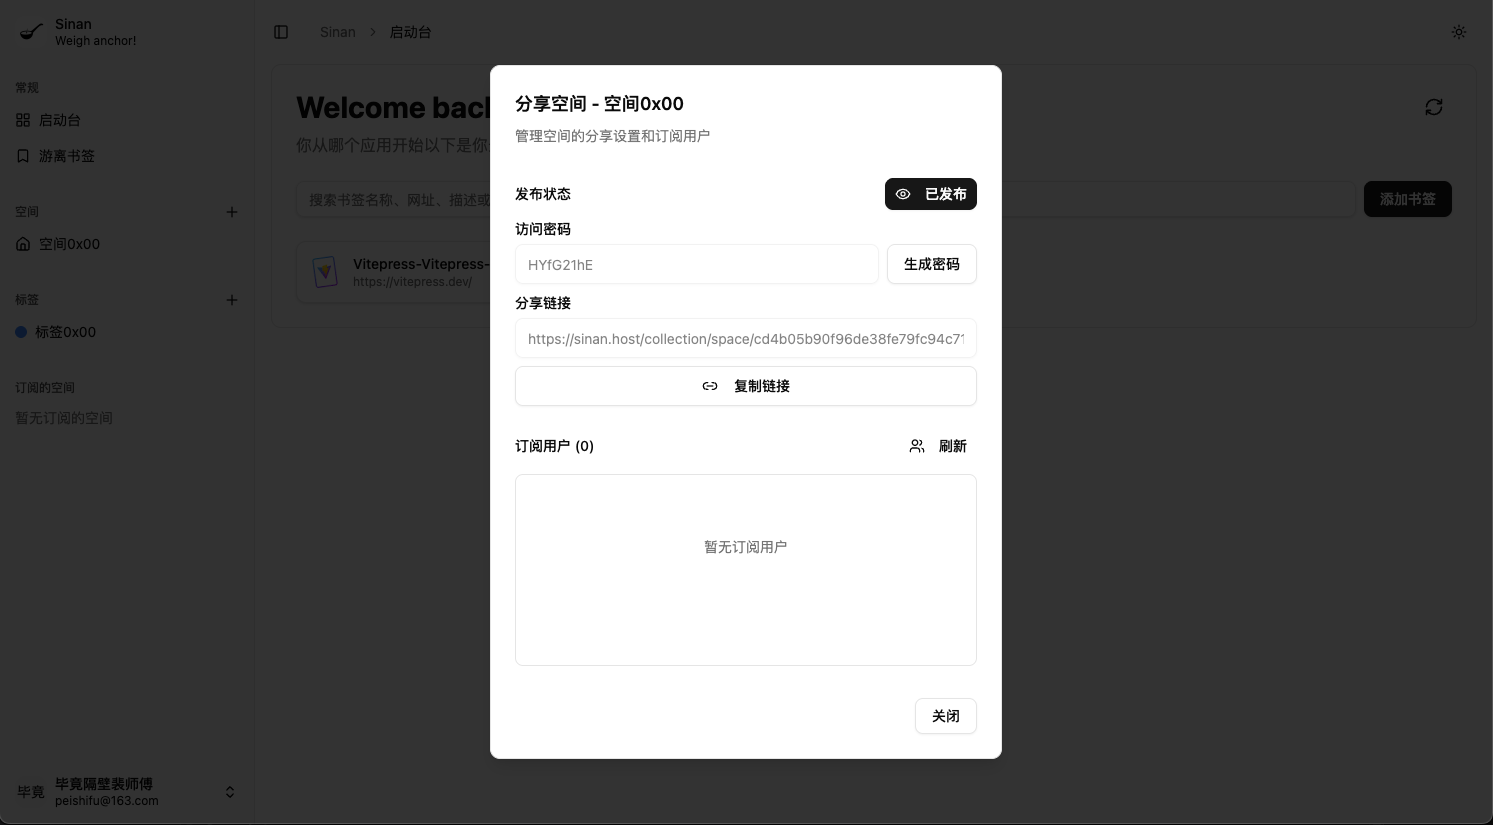 Sinan
Weigh anchor!
常规
启动台
游离书签
空间
空间0x00
标签
标签0x00
订阅的空间
暂无订阅的空间
毕竟
毕竟隔壁裴师傅
peishifu@163.com
Sinan > 启动台
Welcome bac
你从哪个应用开始以下是你
搜索书签名称、网址、描述或
添加书签
Vitepress-Vitepress-
https://vitepress.dev/
分享空间 - 空间0x00
管理空间的分享设置和订阅用户
发布状态
已发布
访问密码
HYfG21hE
生成密码
分享链接
https://sinan.host/collection/space/cd4b05b90f96de38fe79fc94c71
复制链接
订阅用户 (0)
刷新
暂无订阅用户
关闭